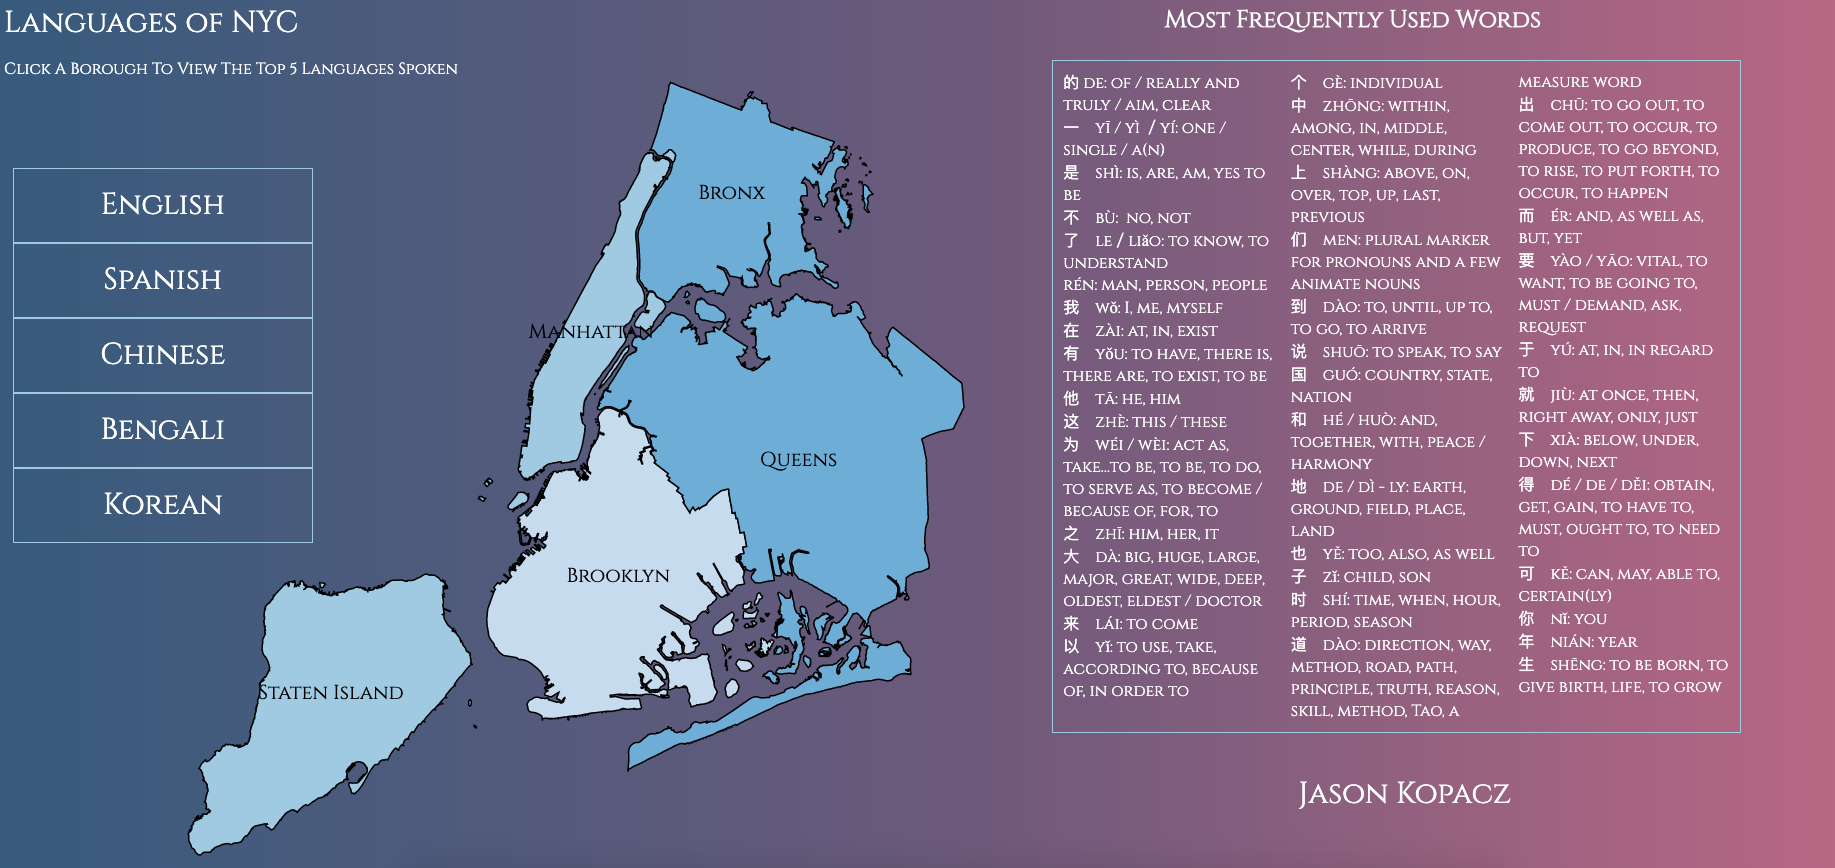 Languages of NYC
Click A Borough To View The Top 5 Languages Spoken
English
Spanish
Chinese
Bengali
Korean
Bronx
Manhattan
Queens
Brooklyn
Staten Island
Most Frequently Used Words
的 DE: OF / REALLY AND
TRULY / AIM, CLEAR
一 YĪ / YÌ / YÍ: ONE /
SINGLE / A(N)
是 SHÌ: IS, ARE, AM, YES TO
BE
不 BÙ: NO, NOT
了 LE / LIǎO: TO KNOW, TO
UNDERSTAND
RÉN: MAN, PERSON, PEOPLE
我 Wǒ: I, ME, MYSELF
在 ZÀI: AT, IN, EXIST
有 YǒU: TO HAVE, THERE IS,
THERE ARE, TO EXIST, TO BE
他 TĀ: HE, HIM
这 ZHÈ: THIS / THESE
为 WÉI / WÈI: ACT AS,
TAKE...TO BE, TO BE, TO DO,
TO SERVE AS, TO BECOME /
BECAUSE OF, FOR, TO
之 ZHĪ: HIM, HER, IT
大 DÀ: BIG, HUGE, LARGE,
MAJOR, GREAT, WIDE, DEEP,
OLDEST, ELDEST / DOCTOR
来 LÁI: TO COME
以 Yǐ: TO USE, TAKE,
ACCORDING TO, BECAUSE
OF, IN ORDER TO
个 GÈ: INDIVIDUAL
中 ZHŌNG: WITHIN,
AMONG, IN, MIDDLE,
CENTER, WHILE, DURING
上 SHÀNG: ABOVE, ON,
OVER, TOP, UP, LAST,
PREVIOUS
们 MEN: PLURAL MARKER
FOR PRONOUNS AND A FEW
ANIMATE NOUNS
到 DÀO: TO, UNTIL, UP TO,
TO GO, TO ARRIVE
说 SHUŌ: TO SPEAK, TO SAY
国 GUÓ: COUNTRY, STATE,
NATION
和 HÉ / HUÒ: AND,
TOGETHER, WITH, PEACE /
HARMONY
地 DE / DÌ - LY: EARTH,
GROUND, FIELD, PLACE,
LAND
也 YĚ: TOO, ALSO, AS WELL
子 Zǐ: CHILD, SON
时 SHÍ: TIME, WHEN, HOUR,
PERIOD, SEASON
道 DÀO: DIRECTION, WAY,
METHOD, ROAD, PATH,
PRINCIPLE, TRUTH, REASON,
SKILL, METHOD, TAO, A
MEASURE WORD
出 CHŪ: TO GO OUT, TO
COME OUT, TO OCCUR, TO
PRODUCE, TO GO BEYOND,
TO RISE, TO PUT FORTH, TO
OCCUR, TO HAPPEN
而 ÉR: AND, AS WELL AS,
BUT, YET
要 YÀO / YĀO: VITAL, TO
WANT, TO BE GOING TO,
MUST / DEMAND, ASK,
REQUEST
于 YÚ: AT, IN, IN REGARD
TO
就 JIÙ: AT ONCE, THEN,
RIGHT AWAY, ONLY, JUST
下 XIÀ: BELOW, UNDER,
DOWN, NEXT
得 DÉ / DE / DĚI: OBTAIN,
GET, GAIN, TO HAVE TO,
MUST, OUGHT TO, TO NEED
TO
可 KĚ: CAN, MAY, ABLE TO,
CERTAIN(LY)
你 Nǐ: YOU
年 NIÁN: YEAR
生 SHĒNG: TO BE BORN, TO
GIVE BIRTH, LIFE, TO GROW
Jason Kopacz